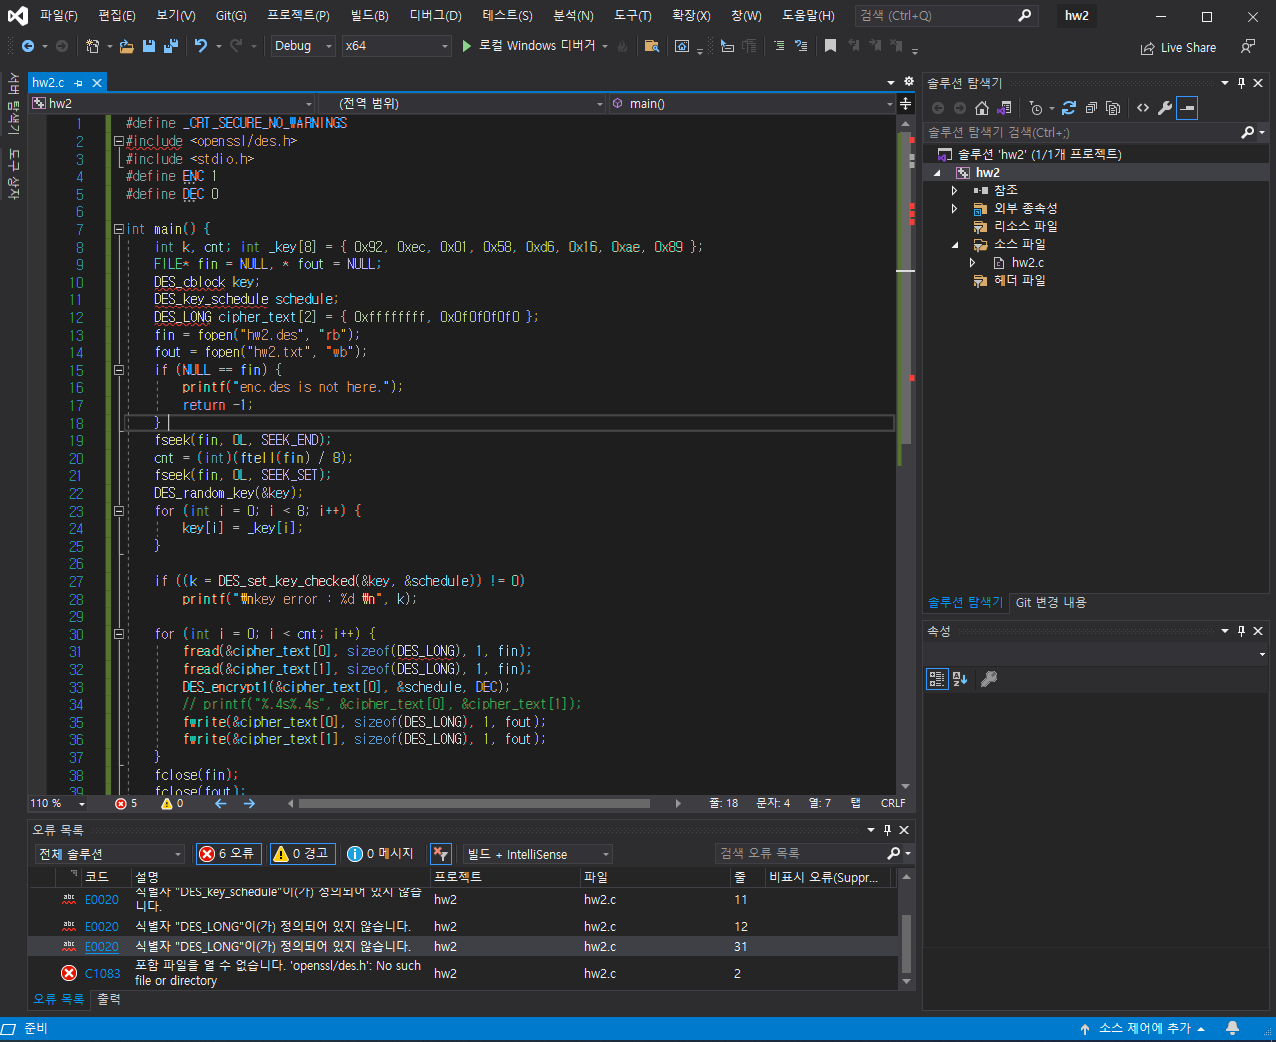 파일(F) 편집(E) 보기(V) Git(G) 프로젝트(P) 빌드(B) 디버그(D) 테스트(S) 분석(N) 도구(T) 확장(X) 창(W) 도움말(H) 검색 (Ctrl+Q) hw2
Debug x64 로컬 Windows 디버거 Live Share
서버 탐색기
도구 상자
hw2.c
hw2 (전역 범위) main()
1 #define _CRT_SECURE_NO_WARNINGS
2 #include <openssl/des.h>
3 #include <stdio.h>
4 #define ENC 1
5 #define DEC 0
6
7 int main() {
8 int k, cnt; int _key[8] = { 0x92, 0xec, 0x01, 0x58, 0xd6, 0x16, 0xae, 0x89 };
9 FILE* fin = NULL, * fout = NULL;
10 DES_cblock key;
11 DES_key_schedule schedule;
12 DES_LONG cipher_text[2] = { 0xffffffff, 0x0f0f0f0f0 };
13 fin = fopen("hw2.des", "rb");
14 fout = fopen("hw2.txt", "wb");
15 if (NULL == fin) {
16 printf("enc.des is not here.");
17 return -1;
18 }
19 fseek(fin, 0L, SEEK_END);
20 cnt = (int)(ftell(fin) / 8);
21 fseek(fin, 0L, SEEK_SET);
22 DES_random_key(&key);
23 for (int i = 0; i < 8; i++) {
24 key[i] = _key[i];
25 }
26
27 if ((k = DES_set_key_checked(&key, &schedule)) != 0)
28 printf("₩nkey error : %d ₩n", k);
29
30 for (int i = 0; i < cnt; i++) {
31 fread(&cipher_text[0], sizeof(DES_LONG), 1, fin);
32 fread(&cipher_text[1], sizeof(DES_LONG), 1, fin);
33 DES_encrypt1(&cipher_text[0], &schedule, DEC);
34 // printf("%.4s%.4s", &cipher_text[0], &cipher_text[1]);
35 fwrite(&cipher_text[0], sizeof(DES_LONG), 1, fout);
36 fwrite(&cipher_text[1], sizeof(DES_LONG), 1, fout);
37 }
38 fclose(fin);
39 fclose(fout);
110 % 5 0 줄: 18 문자: 4 열: 7 탭 CRLF
솔루션 탐색기
솔루션 탐색기 검색(Ctrl+;)
솔루션 'hw2' (1/1개 프로젝트)
hw2
참조
외부 종속성
리소스 파일
소스 파일
hw2.c
헤더 파일
솔루션 탐색기 Git 변경 내용
속성
오류 목록
전체 솔루션 6 오류 0 경고 0 메시지 빌드 + IntelliSense 검색 오류 목록
코드 설명 프로젝트 파일 줄 비표시 오류(Suppr...
E0020 식별자 "DES_key_schedule"이(가) 정의되어 있지 않습니다. hw2 hw2.c 11
E0020 식별자 "DES_LONG"이(가) 정의되어 있지 않습니다. hw2 hw2.c 12
E0020 식별자 "DES_LONG"이(가) 정의되어 있지 않습니다. hw2 hw2.c 31
C1083 포함 파일을 열 수 없습니다. 'openssl/des.h': No such file or directory hw2 hw2.c 2
오류 목록 출력
준비 소스 제어에 추가